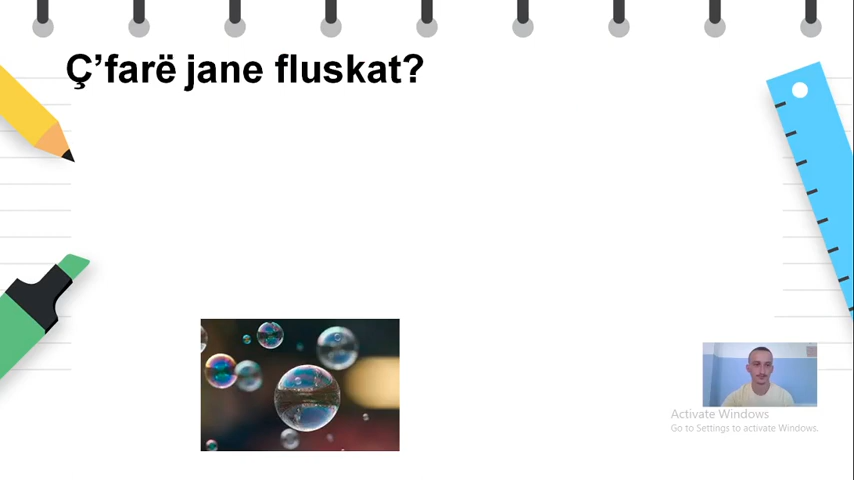 Ç’farë jane fluskat?
Activate Windows
Go to Settings to activate Windows.